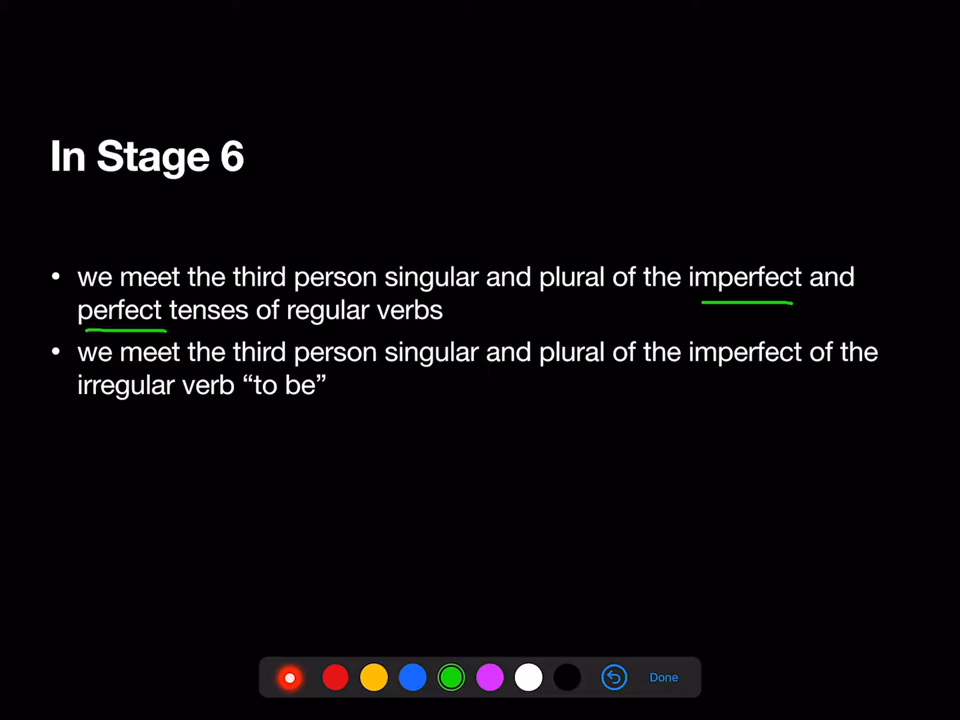 In Stage 6
• we meet the third person singular and plural of the imperfect and
perfect tenses of regular verbs
• we meet the third person singular and plural of the imperfect of the
irregular verb “to be”
Done